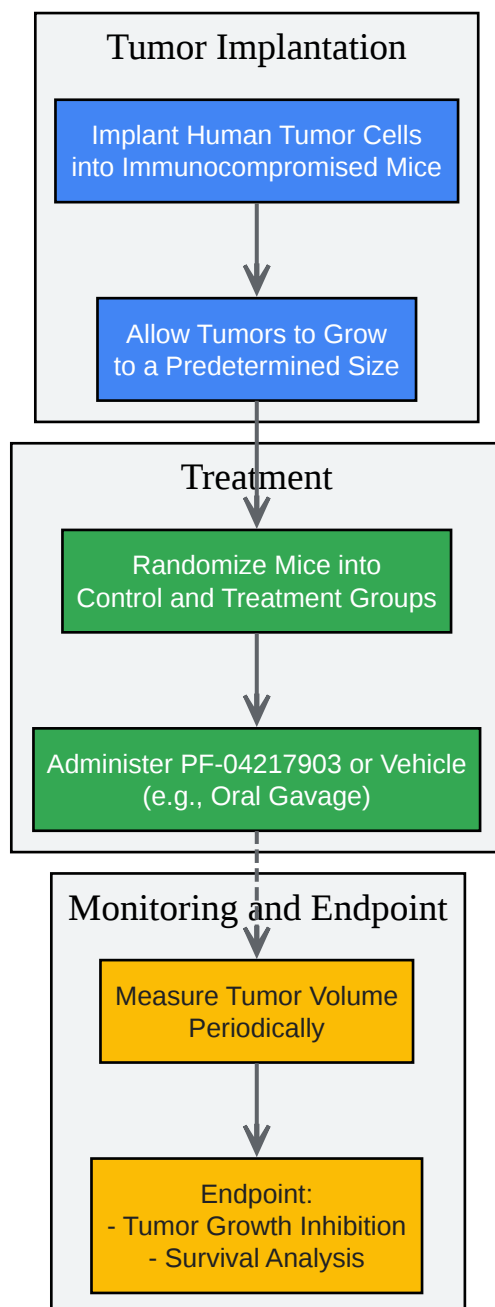 Tumor Implantation
Implant Human Tumor Cells
into Immunocompromised Mice
Allow Tumors to Grow
to a Predetermined Size
Treatment
Randomize Mice into
Control and Treatment Groups
Administer PF-04217903 or Vehicle
(e.g., Oral Gavage)
Monitoring and Endpoint
Measure Tumor Volume
Periodically
Endpoint:
- Tumor Growth Inhibition
- Survival Analysis